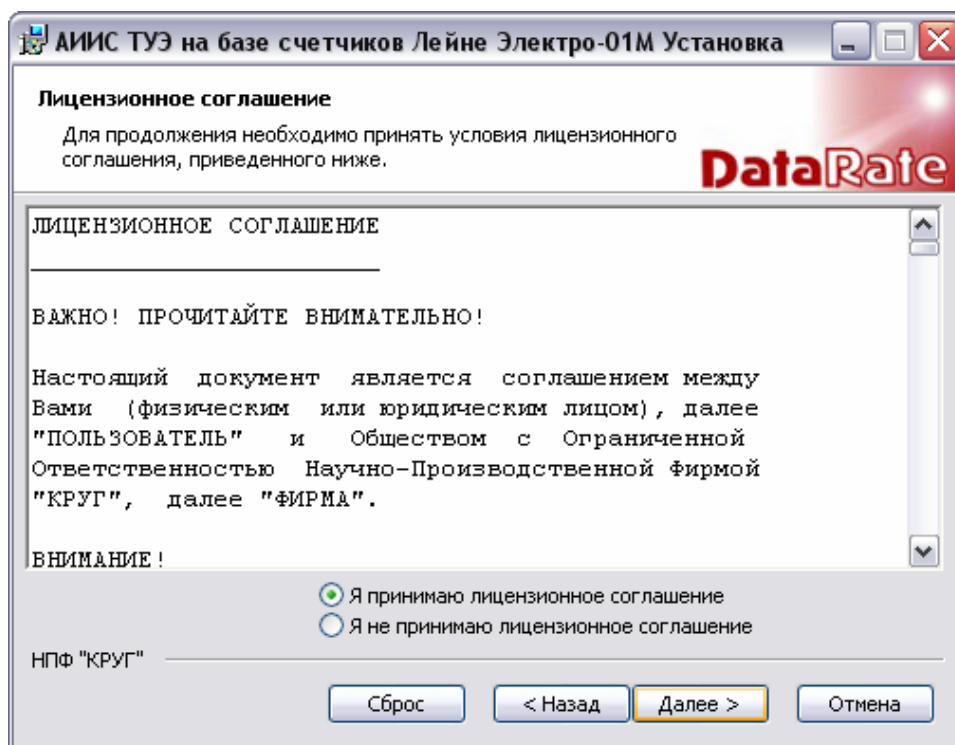 АИИС ТУЭ на базе счетчиков Лейне Электро-01М Установка
Лицензионное соглашение
Для продолжения необходимо принять условия лицензионного
соглашения, приведенного ниже.
DataRate
ЛИЦЕНЗИОННОЕ СОГЛАШЕНИЕ
ВАЖНО! ПРОЧИТАЙТЕ ВНИМАТЕЛЬНО!
Настоящий документ является соглашением между
Вами (физическим или юридическим лицом), далее
"ПОЛЬЗОВАТЕЛЬ" и Обществом с Ограниченной
Ответственностью Научно-Производственной Фирмой
"КРУГ", далее "ФИРМА".
ВНИМАНИЕ!
Я принимаю лицензионное соглашение
Я не принимаю лицензионное соглашение
НПФ "КРУГ"
Сброс
< Назад
Далее >
Отмена